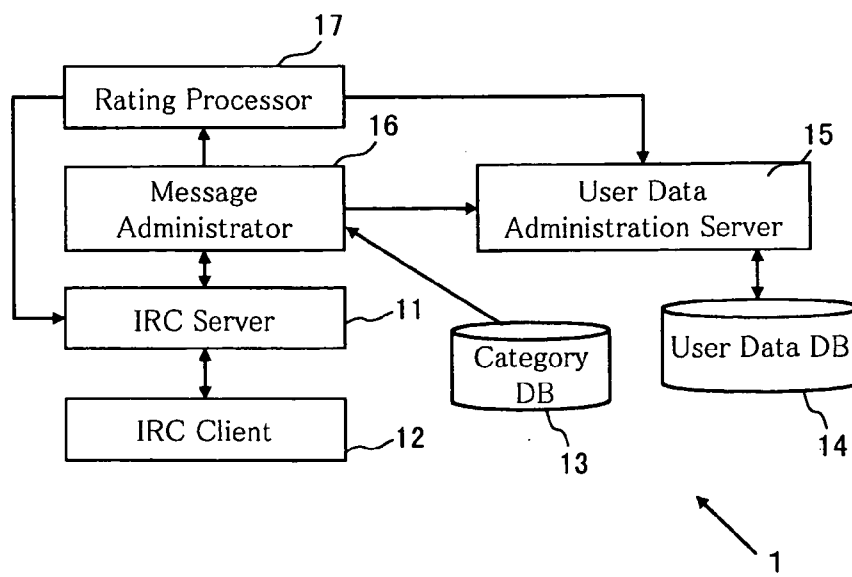 17
Rating Processor
16
Message
Administrator
15
User Data
Administration Server
IRC Server
11
Category
DB
13
User Data DB
14
IRC Client
12
1